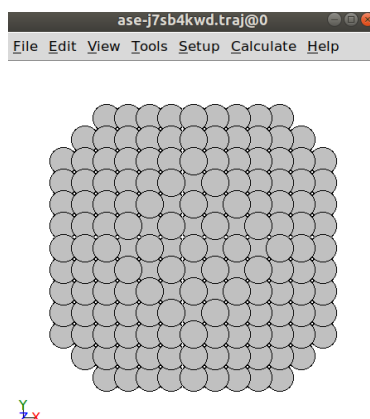 ase-j7sb4kwd.traj@0
File Edit View Tools Setup Calculate Help
Y
Z X